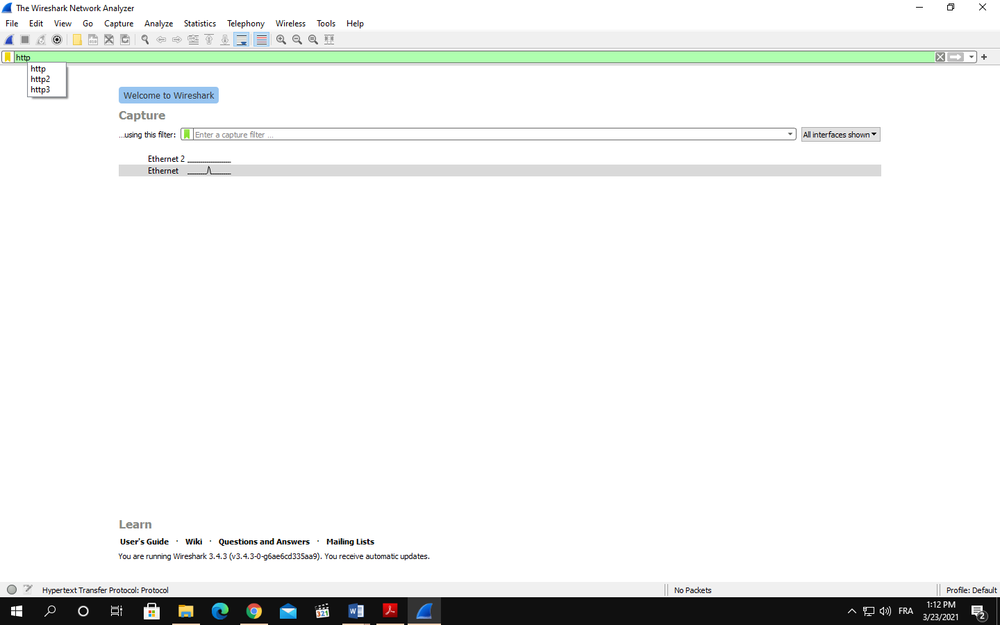 The Wireshark Network Analyzer
File Edit View Go Capture Analyze Statistics Telephony Wireless Tools Help
http
http
http2
http3
Welcome to Wireshark
Capture
...using this filter: Enter a capture filter ... All interfaces shown
Ethernet 2
Ethernet
Learn
User's Guide · Wiki · Questions and Answers · Mailing Lists
You are running Wireshark 3.4.3 (v3.4.3-0-g6ae6cd335aa9). You receive automatic updates.
Hypertext Transfer Protocol: Protocol No Packets Profile: Default
321 W FRA 1:12 PM
3/23/2021 2